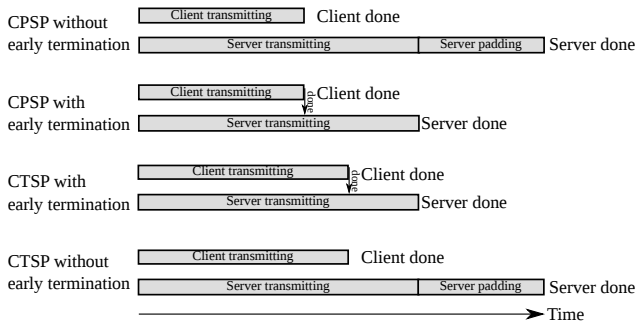 CPSP without
early termination
Client transmitting
Client done
Server transmitting
Server padding
Server done
CPSP with
early termination
Client transmitting
done
Client done
Server transmitting
Server done
CTSP with
early termination
Client transmitting
done
Client done
Server transmitting
Server done
CTSP without
early termination
Client transmitting
Client done
Server transmitting
Server padding
Server done
Time